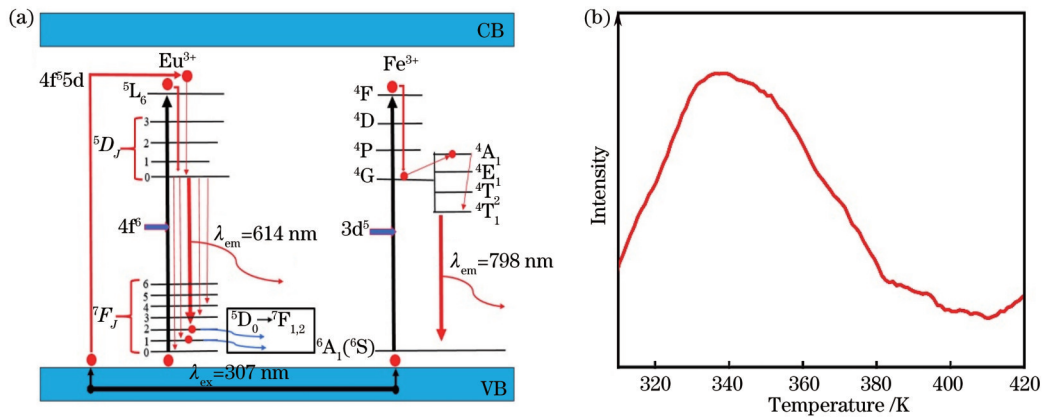 (a)
CB
Eu³⁺
Fe³⁺
4f⁵5d
⁵L₆
⁴F
3
⁴D
⁵D_J
2
⁴P
⁴A₁
1
⁴E₁
0
⁴G
⁴T₂
⁴T₁
4f⁶
3d⁵
λem=614 nm
λem=798 nm
6
5
4
⁷F_J
3
2
1
0
⁵D₀→⁷F₁,₂
⁶A₁(⁶S)
λex=307 nm
VB
(b)
Intensity
320 340 360 380 400 420
Temperature /K